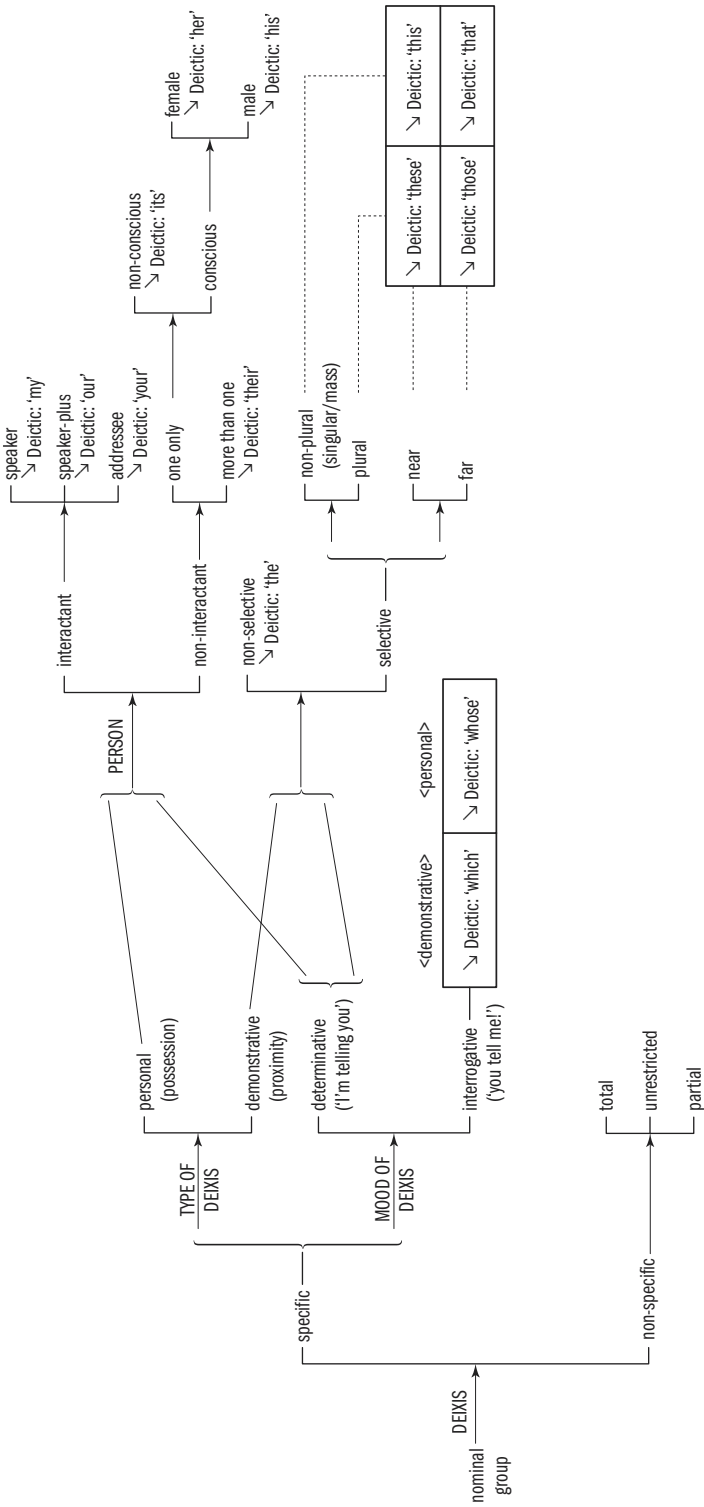 nominal
group
DEIXIS
specific
non-specific
TYPE OF
DEIXIS
MOOD OF
DEIXIS
personal
(possession)
demonstrative
(proximity)
determinative
(‘I’m telling you’)
interrogative
(‘you tell me!’)
total
unrestricted
partial
<demonstrative>
<personal>
↘ Deictic: ‘which’
↘ Deictic: ‘whose’
PERSON
interactant
non-interactant
non-selective
↘ Deictic: ‘the’
selective
speaker
↘ Deictic: ‘my’
speaker-plus
↘ Deictic: ‘our’
addressee
↘ Deictic: ‘your’
one only
more than one
↘ Deictic: ‘their’
non-conscious
↘ Deictic: ‘its’
conscious
female
↘ Deictic: ‘her’
male
↘ Deictic: ‘his’
non-plural
(singular/mass)
plural
near
far
↘ Deictic: ‘these’
↘ Deictic: ‘this’
↘ Deictic: ‘those’
↘ Deictic: ‘that’